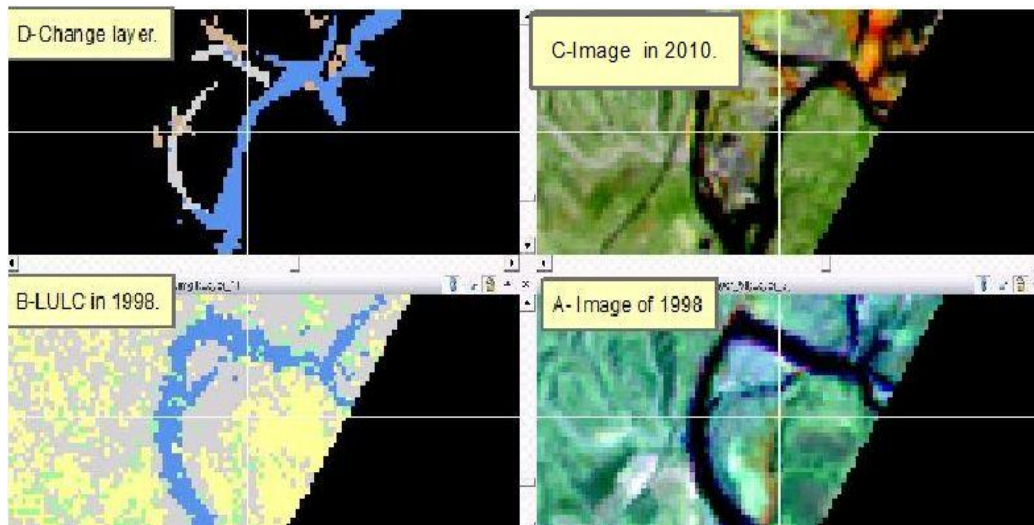 D-Change layer.
C-Image in 2010.
B-LULC in 1998.
A- Image of 1998